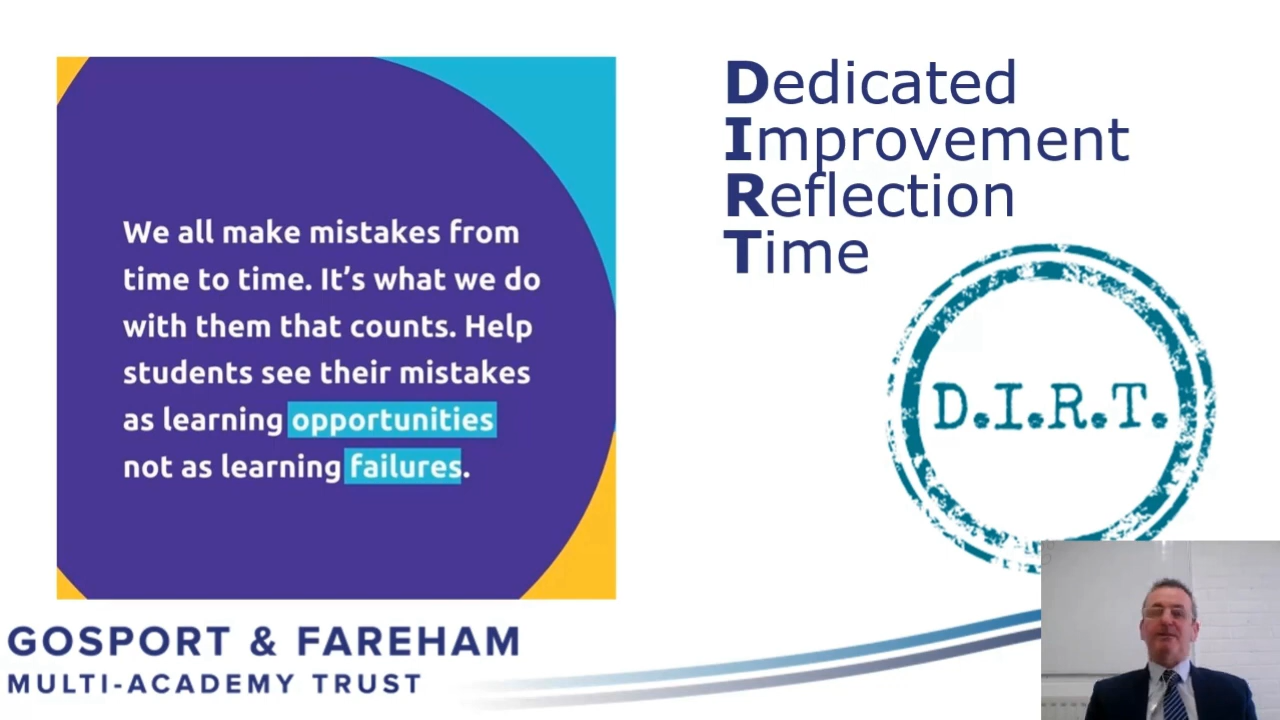 We all make mistakes from
time to time. It’s what we do
with them that counts. Help
students see their mistakes
as learning opportunities
not as learning failures.
Dedicated
Improvement
Reflection
Time
D.I.R.T.
GOSPORT & FAREHAM
MULTI-ACADEMY TRUST